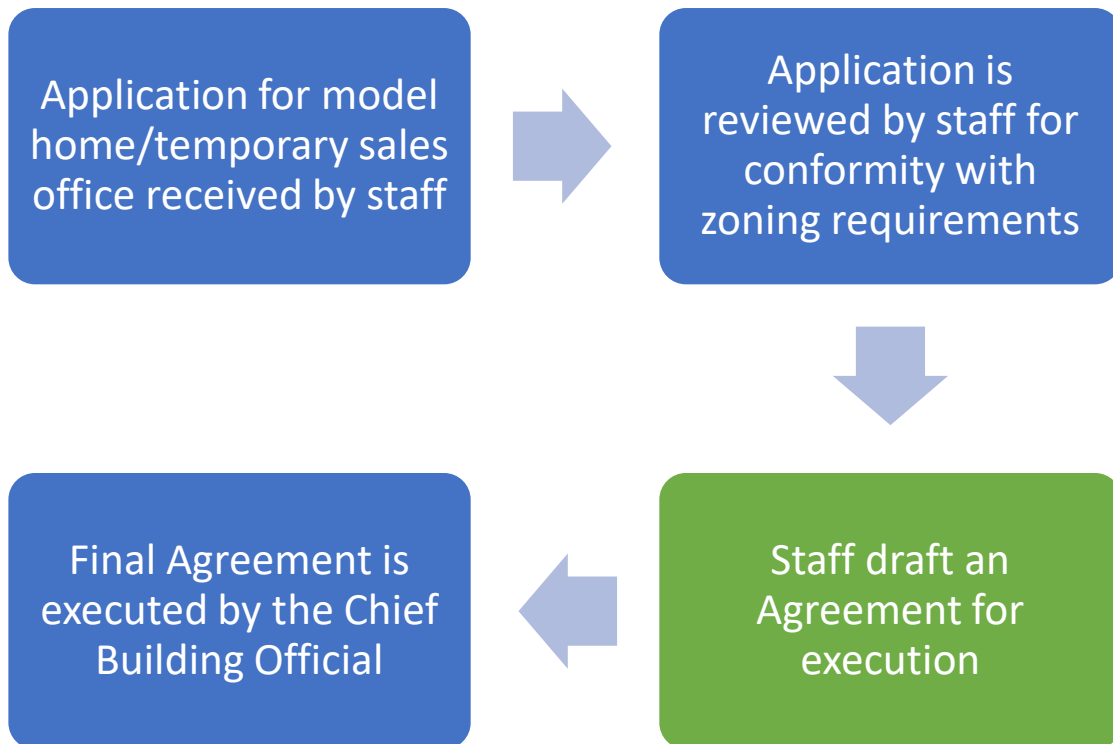 Application for model
home/temporary sales
office received by staff
Application is
reviewed by staff for
conformity with
zoning requirements
Staff draft an
Agreement for
execution
Final Agreement is
executed by the Chief
Building Official